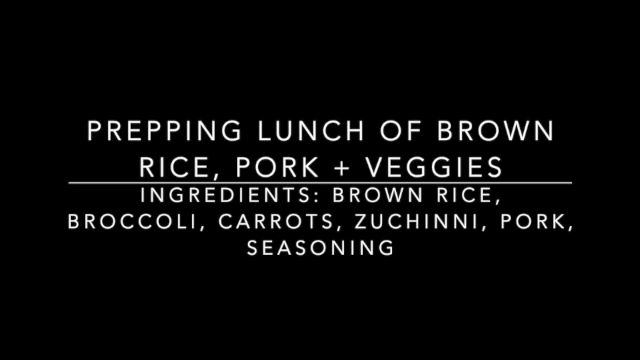 PREPPING LUNCH OF BROWN
RICE, PORK + VEGGIES
INGREDIENTS: BROWN RICE,
BROCCOLI, CARROTS, ZUCHINNI, PORK,
SEASONING